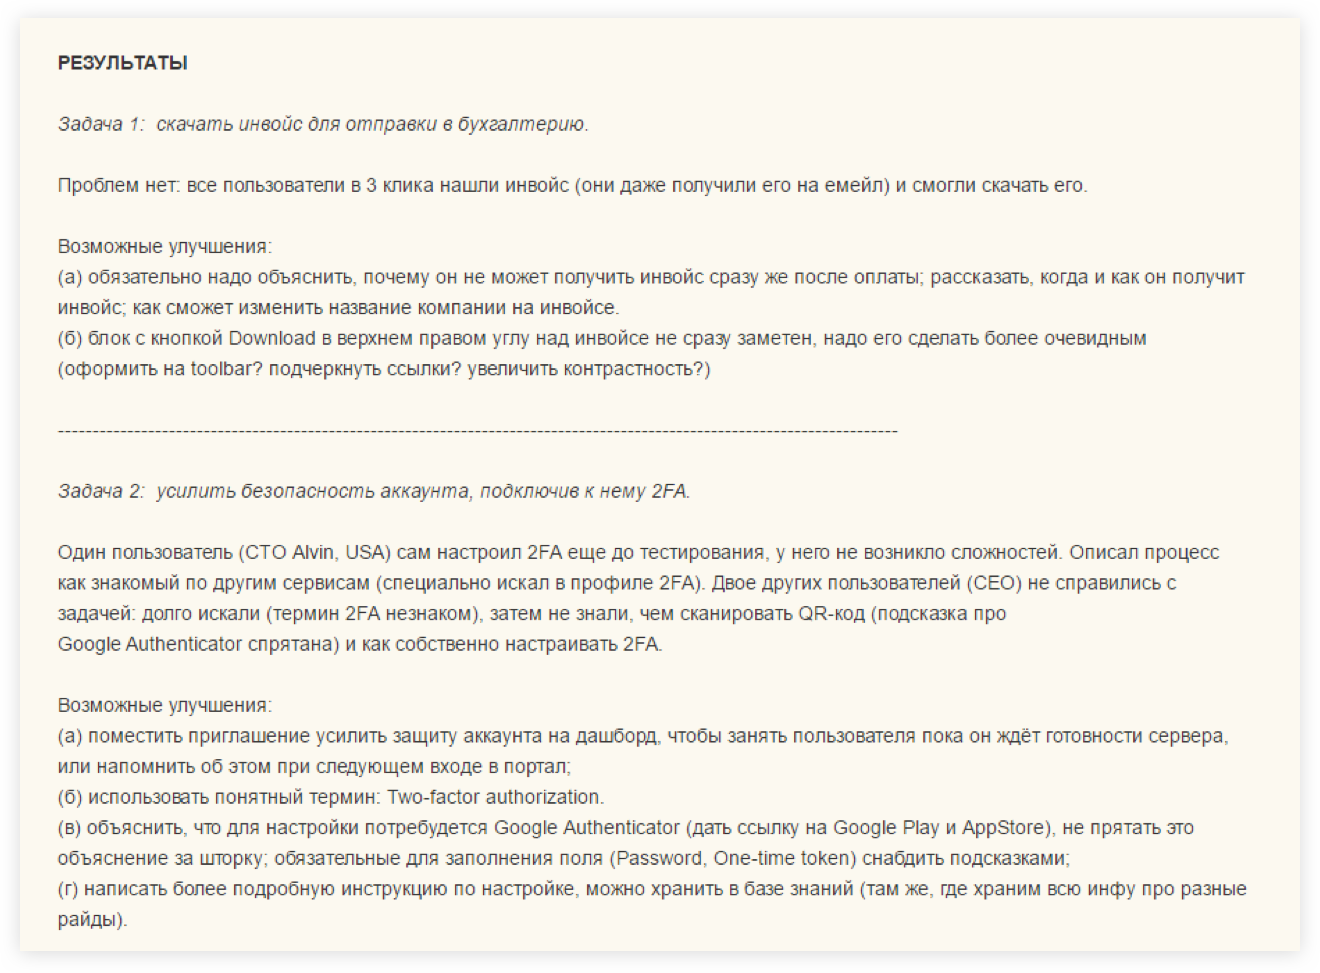 РЕЗУЛЬТАТЫ
Задача 1:  скачать инвойс для отправки в бухгалтерию.
Проблем нет: все пользователи в 3 клика нашли инвойс (они даже получили его на емейл) и смогли скачать его.
Возможные улучшения:
(а) обязательно надо объяснить, почему он не может получить инвойс сразу же после оплаты; рассказать, когда и как он получит
инвойс; как сможет изменить название компании на инвойсе.
(б) блок с кнопкой Download в верхнем правом углу над инвойсе не сразу заметен, надо его сделать более очевидным
(оформить на toolbar? подчеркнуть ссылки? увеличить контрастность?)
-------------------------------------------------------------------------------------------------------------------------
Задача 2:  усилить безопасность аккаунта, подключив к нему 2FA.
Один пользователь (CTO Alvin, USA) сам настроил 2FA еще до тестирования, у него не возникло сложностей. Описал процесс
как знакомый по другим сервисам (специально искал в профиле 2FA). Двое других пользователей (CEO) не справились с
задачей: долго искали (термин 2FA незнаком), затем не знали, чем сканировать QR-код (подсказка про
Google Authenticator спрятана) и как собственно настраивать 2FA.
Возможные улучшения:
(а) поместить приглашение усилить защиту аккаунта на дашборд, чтобы занять пользователя пока он ждёт готовности сервера,
или напомнить об этом при следующем входе в портал;
(б) использовать понятный термин: Two-factor authorization.
(в) объяснить, что для настройки потребудется Google Authenticator (дать ссылку на Google Play и AppStore), не прятать это
объяснение за шторку; обязательные для заполнения поля (Password, One-time token) снабдить подсказками;
(г) написать более подробную инструкцию по настройке, можно хранить в базе знаний (там же, где храним всю инфу про разные
райды).